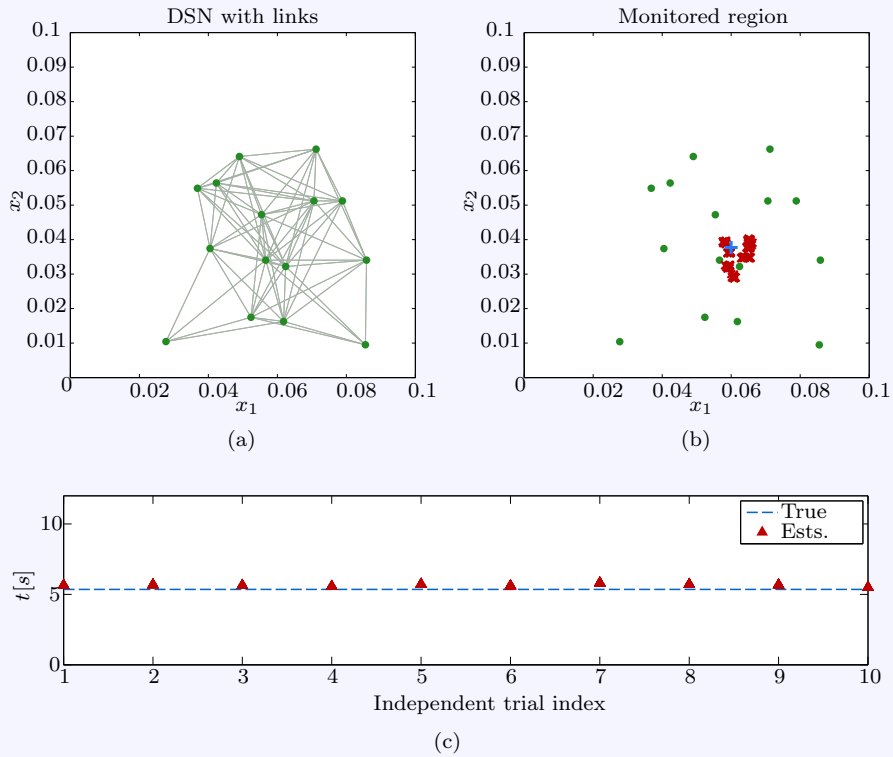 DSN with links
0.1
0.09
0.08
0.07
0.06
0.05
0.04
0.03
0.02
0.01
x2
0 0.02 0.04 0.06 0.08 0.1
x1
(a)
Monitored region
0.1
0.09
0.08
0.07
0.06
0.05
0.04
0.03
0.02
0.01
x2
0 0.02 0.04 0.06 0.08 0.1
x1
(b)
10
5
0
t[s]
True
Ests.
1 2 3 4 5 6 7 8 9 10
Independent trial index
(c)